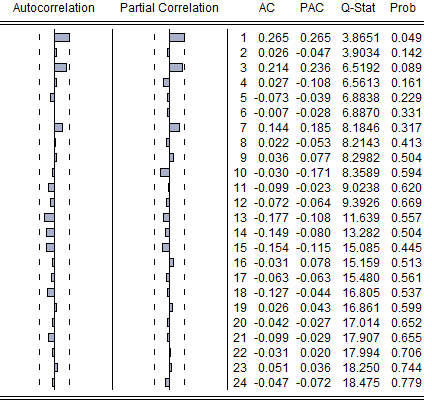 Autocorrelation Partial Correlation AC PAC Q-Stat Prob
1 0.265 0.265 3.8651 0.049
2 0.026 -0.047 3.9034 0.142
3 0.214 0.236 6.5192 0.089
4 0.027 -0.108 6.5613 0.161
5 -0.073 -0.039 6.8838 0.229
6 -0.007 -0.028 6.8870 0.331
7 0.144 0.185 8.1846 0.317
8 0.022 -0.053 8.2143 0.413
9 0.036 0.077 8.2982 0.504
10 -0.030 -0.171 8.3589 0.594
11 -0.099 -0.023 9.0238 0.620
12 -0.072 -0.064 9.3926 0.669
13 -0.177 -0.108 11.639 0.557
14 -0.149 -0.080 13.282 0.504
15 -0.154 -0.115 15.085 0.445
16 -0.031 0.078 15.159 0.513
17 -0.063 -0.063 15.480 0.561
18 -0.127 -0.044 16.805 0.537
19 0.026 0.043 16.861 0.599
20 -0.042 -0.027 17.014 0.652
21 -0.099 -0.029 17.907 0.655
22 -0.031 0.020 17.994 0.706
23 0.051 0.036 18.250 0.744
24 -0.047 -0.072 18.475 0.779